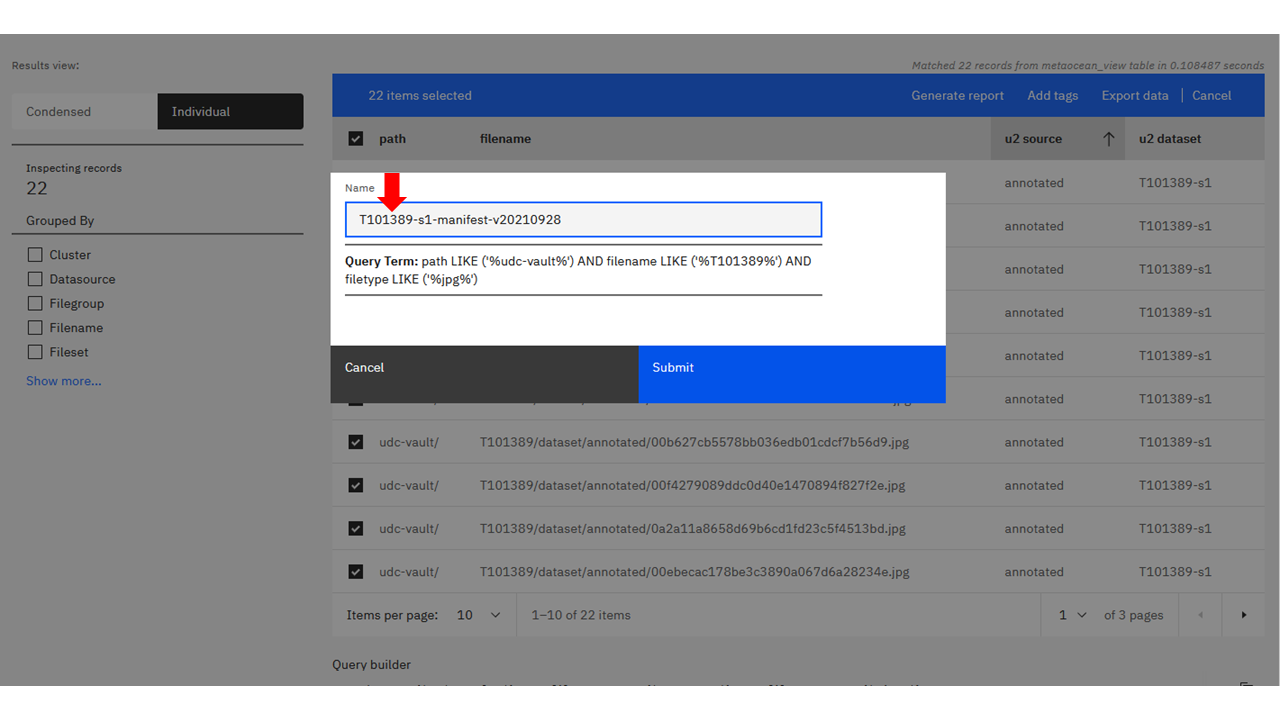 Results view:
Matched 22 records from metaocean_view table in 0.108487 seconds
Condensed
Individual
22 items selected
Generate report
Add tags
Export data
Cancel
path
filename
u2 source
u2 dataset
Inspecting records
22
Grouped By
Cluster
Datasource
Filegroup
Filename
Fileset
Show more...
annotated T101389-s1
annotated T101389-s1
annotated T101389-s1
annotated T101389-s1
annotated T101389-s1
annotated T101389-s1
Name
T101389-s1-manifest-v20210928
Query Term: path LIKE ('%udc-vault%') AND filename LIKE ('%T101389%') AND
filetype LIKE ('%jpg%')
Cancel
Submit
udc-vault/ T101389/dataset/annotated/00b627cb5578bb036edb01cdcf7b56d9.jpg annotated T101389-s1
udc-vault/ T101389/dataset/annotated/00f4279089ddc0d40e1470894f827f2e.jpg annotated T101389-s1
udc-vault/ T101389/dataset/annotated/0a2a11a8658d69b6cd1fd23c5f4513bd.jpg annotated T101389-s1
udc-vault/ T101389/dataset/annotated/00ebecac178be3c3890a067d6a28234e.jpg annotated T101389-s1
Items per page: 10
1–10 of 22 items
1 of 3 pages
Query builder